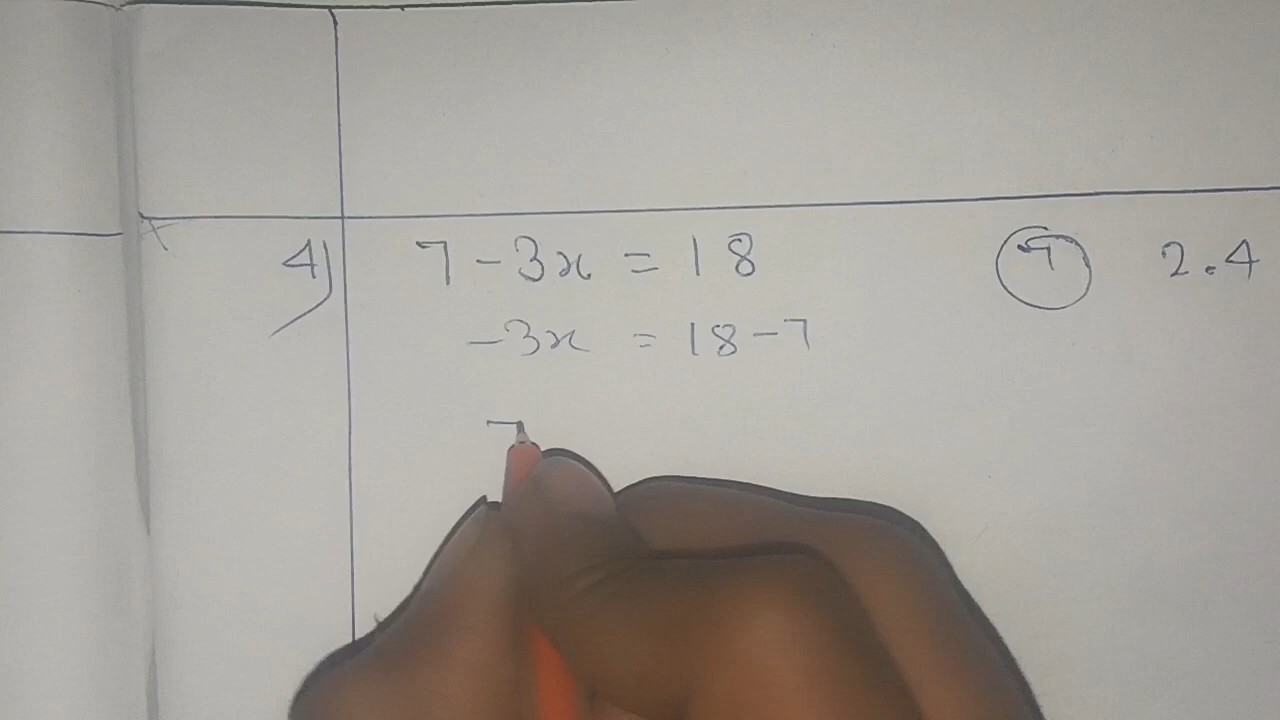 4) 7 - 3x = 18
-3x = 18 - 7
-
2.4